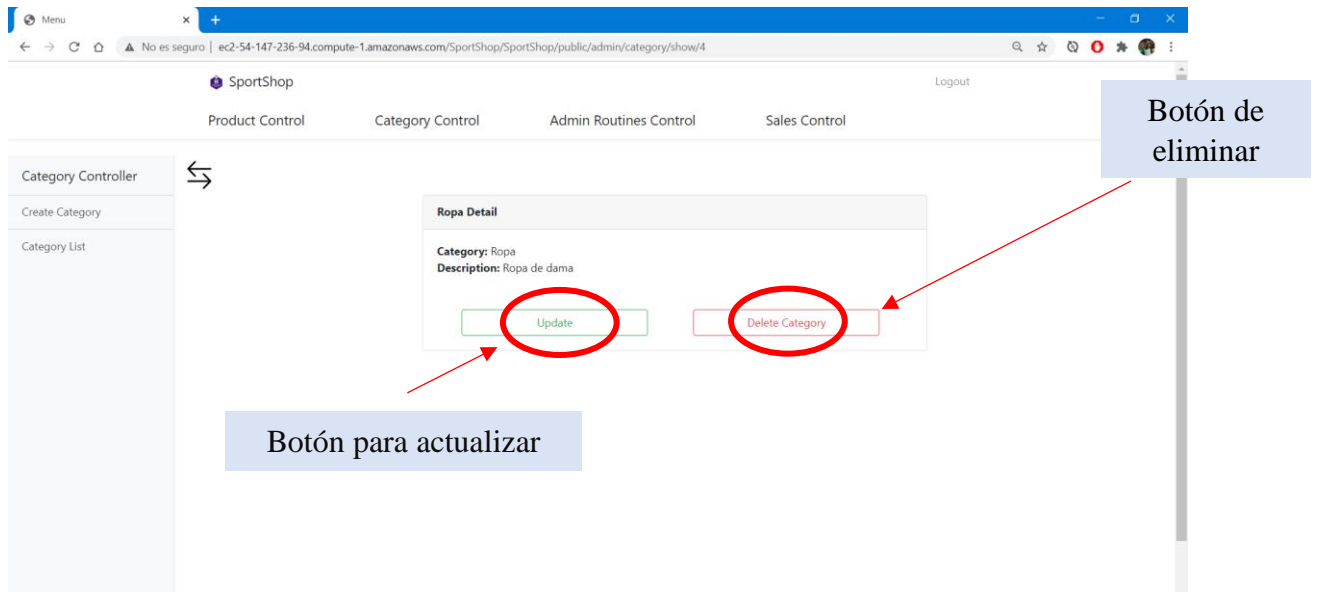 Menu
No es seguro | ec2-54-147-236-94.compute-1.amazonaws.com/SportShop/SportShop/public/admin/category/show/4
SportShop
Logout
Product Control Category Control Admin Routines Control Sales Control
Botón de
eliminar
Category Controller
Create Category
Category List
Ropa Detail
Category: Ropa
Description: Ropa de dama
Update Delete Category
Botón para actualizar